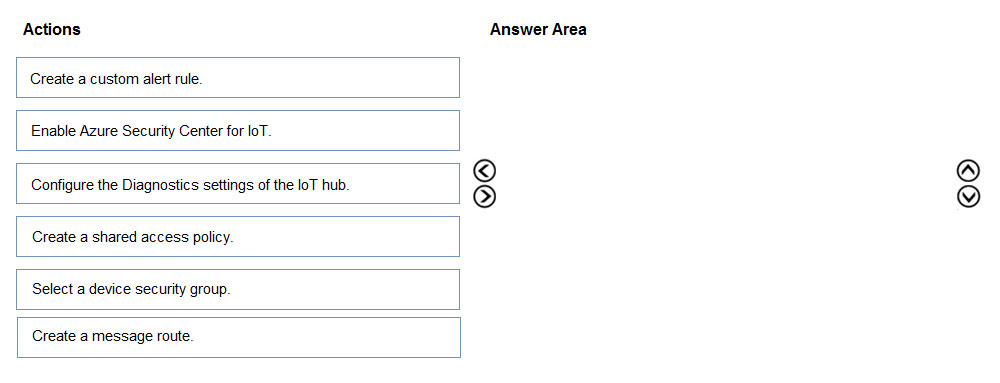 Actions
Answer Area
Create a custom alert rule.
Enable Azure Security Center for IoT.
Configure the Diagnostics settings of the IoT hub.
Create a shared access policy.
Select a device security group.
Create a message route.